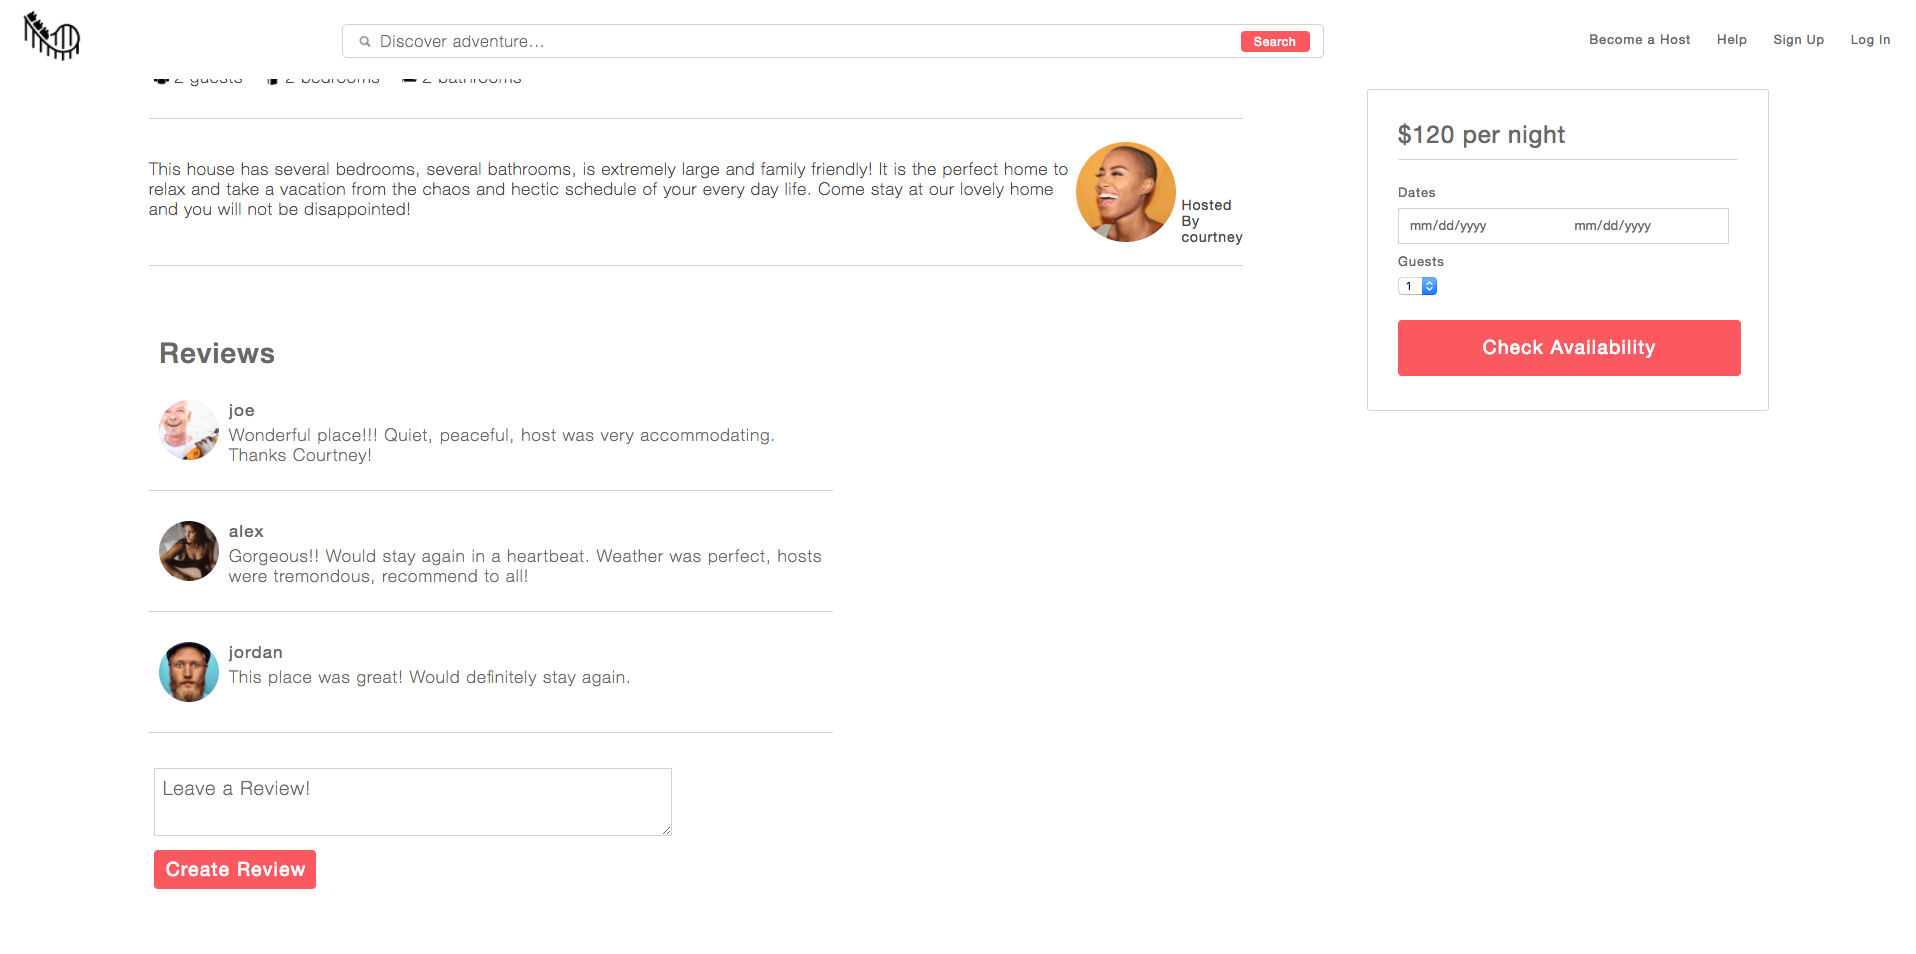 Discover adventure...
Search
Become a Host
Help
Sign Up
Log In
2 guests
2 bedrooms
2 bathrooms
This house has several bedrooms, several bathrooms, is extremely large and family friendly! It is the perfect home to
relax and take a vacation from the chaos and hectic schedule of your every day life. Come stay at our lovely home
and you will not be disappointed!
Hosted
By
courtney
$120 per night
Dates
mm/dd/yyyy
mm/dd/yyyy
Guests
1
Check Availability
Reviews
joe
Wonderful place!!! Quiet, peaceful, host was very accommodating.
Thanks Courtney!
alex
Gorgeous!! Would stay again in a heartbeat. Weather was perfect, hosts
were tremondous, recommend to all!
jordan
This place was great! Would definitely stay again.
Leave a Review!
Create Review